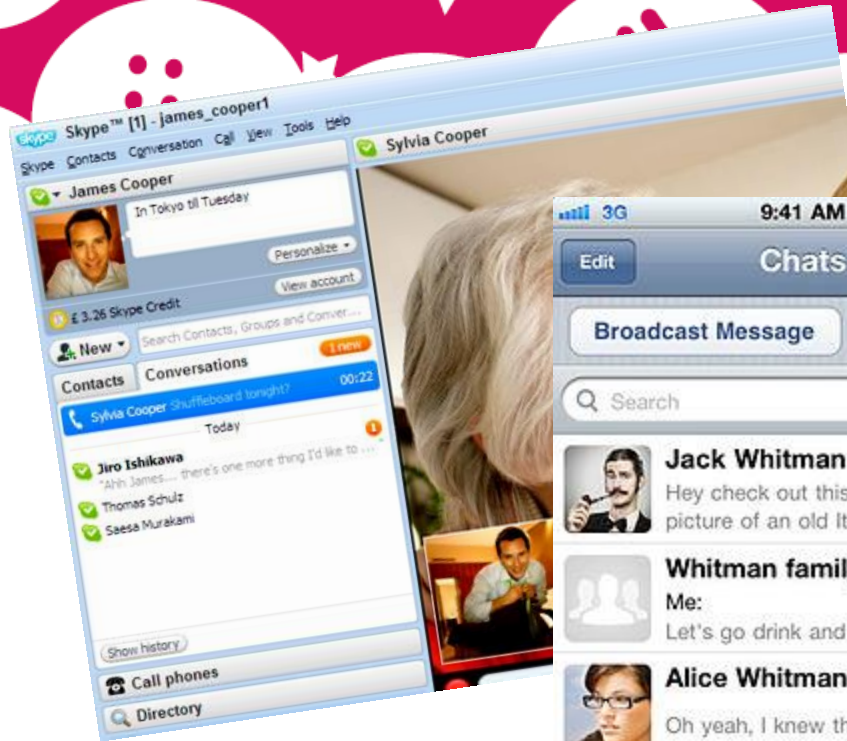 skype Skype™ [1] - james_cooper1
Skype Contacts Conversation Call View Tools Help
James Cooper
In Tokyo til Tuesday
Personalize
View account
£ 3.26 Skype Credit
New
Search Contacts, Groups and Conver...
Contacts
Conversations
1 new
Sylvia Cooper Shuffleboard tonight? 00:22
Today
Jiro Ishikawa 1
"Ahh James.... there's one more thing I'd like to ...
Thomas Schulz
Saesa Murakami
Show history
Call phones
Directory
Sylvia Cooper
3G 9:41 AM
Edit Chats
Broadcast Message
Search
Jack Whitman
Hey check out this
picture of an old It
Whitman famil
Me:
Let's go drink and
Alice Whitman
Oh yeah, I knew th